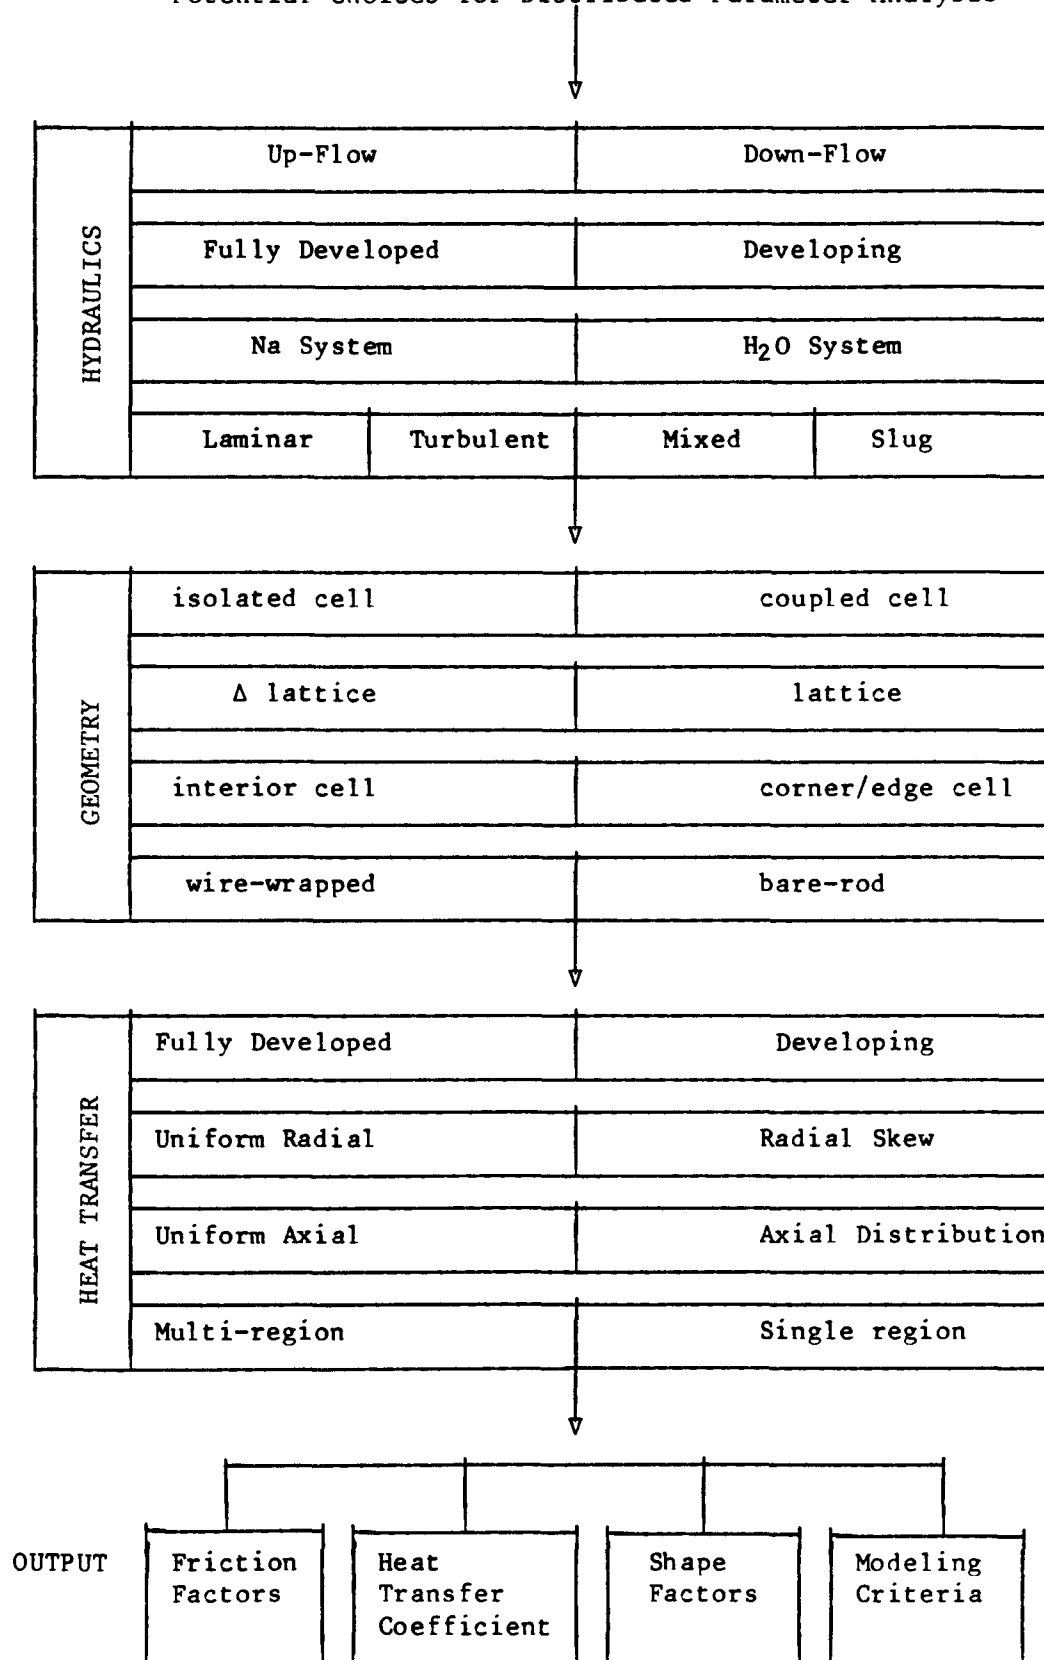 Potential Choices for Distributed Parameter Analysis
HYDRAULICS
Up-Flow Down-Flow
Fully Developed Developing
Na System H2O System
Laminar Turbulent Mixed Slug
GEOMETRY
isolated cell coupled cell
Δ lattice lattice
interior cell corner/edge cell
wire-wrapped bare-rod
HEAT TRANSFER
Fully Developed Developing
Uniform Radial Radial Skew
Uniform Axial Axial Distribution
Multi-region Single region
OUTPUT Friction Heat Shape Modeling
Factors Transfer Factors Criteria
Coefficient